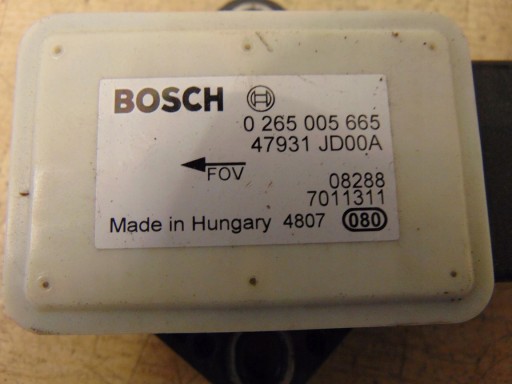 BOSCH
0 265 005 665
47931 JD00A
FOV
08288
7011311
Made in Hungary 4807 080